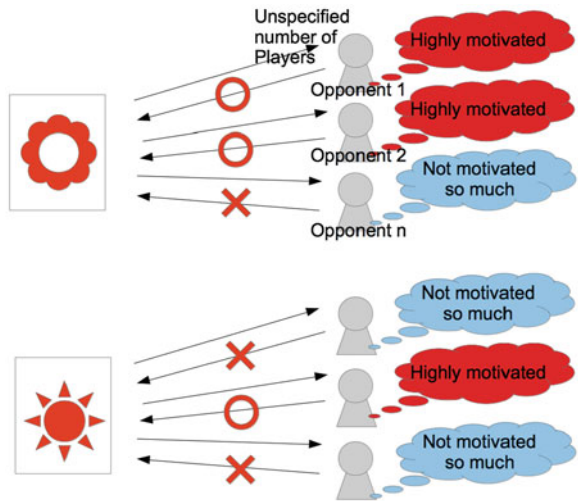 Unspecified
number of
Players
Highly motivated
Opponent 1
Highly motivated
Opponent 2
Not motivated
so much
Opponent n
Not motivated
so much
Highly motivated
Not motivated
so much